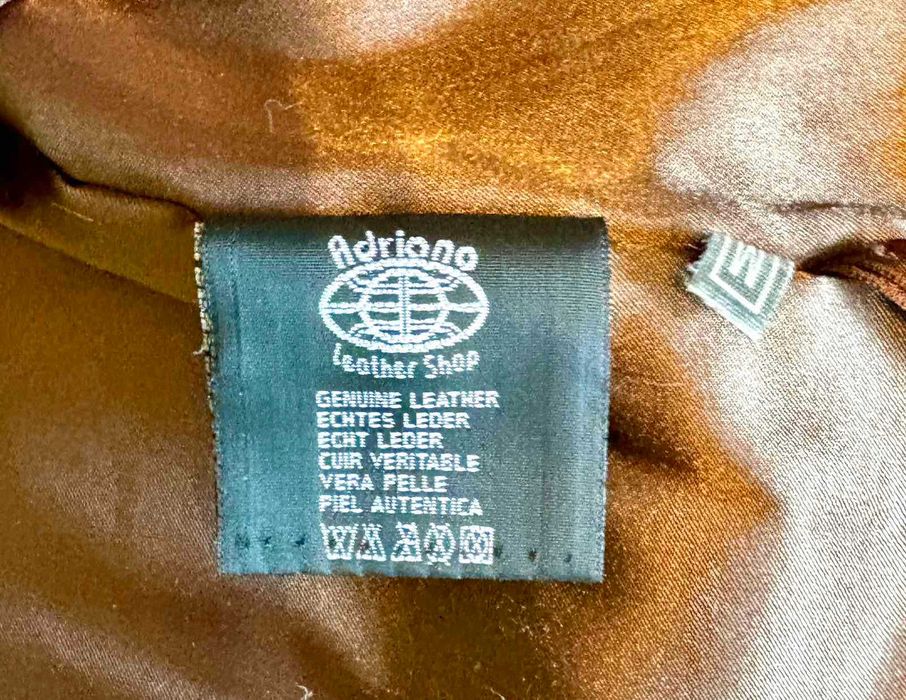 Adriano
Leather Shop
GENUINE LEATHER
ECHTES LEDER
ECHT LEDER
CUIR VERITABLE
VERA PELLE
PIEL AUTENTICA